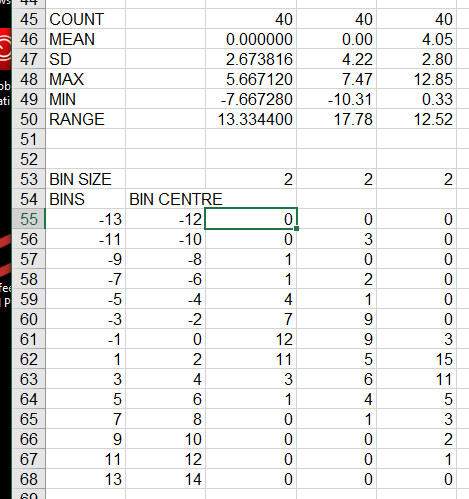 44
45 COUNT 40 40 40
46 MEAN 0.000000 0.00 4.05
47 SD 2.673816 4.22 2.80
48 MAX 5.667120 7.47 12.85
49 MIN -7.667280 -10.31 0.33
50 RANGE 13.334400 17.78 12.52
51
52
53 BIN SIZE 2 2 2
54 BINS BIN CENTRE
55 -13 -12 0 0 0
56 -11 -10 0 3 0
57 -9 -8 1 0 0
58 -7 -6 1 2 0
59 -5 -4 4 1 0
60 -3 -2 7 9 0
61 -1 0 12 9 3
62 1 2 11 5 15
63 3 4 3 6 11
64 5 6 1 4 5
65 7 8 0 1 3
66 9 10 0 0 2
67 11 12 0 0 1
68 13 14 0 0 0